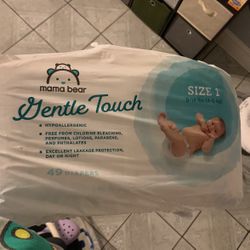 mama bear
Gentle Touch
SIZE 1
HYPOALLERGENIC
FREE FROM CHLORINE BLEACHING,
PERFUMES, LOTIONS, PARABENS,
AND PHTHALATES
EXCELLENT LEAKAGE PROTECTION,
DAY OR NIGHT
49 DIAPERS